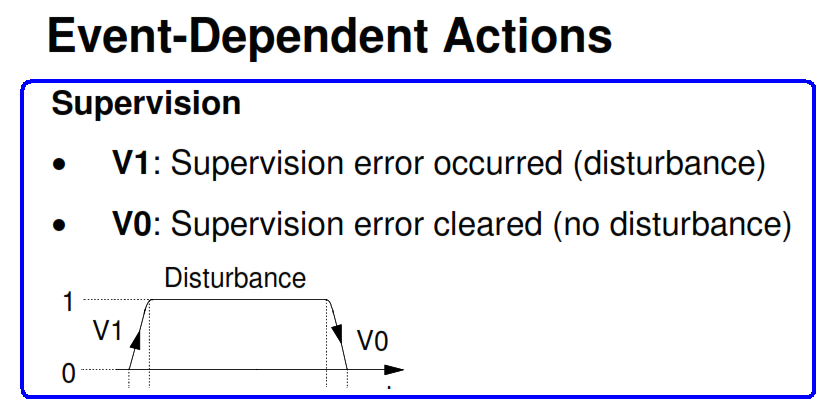 Event-Dependent Actions
Supervision
• V1: Supervision error occurred (disturbance)
• V0: Supervision error cleared (no disturbance)
Disturbance
1
V1
V0
0